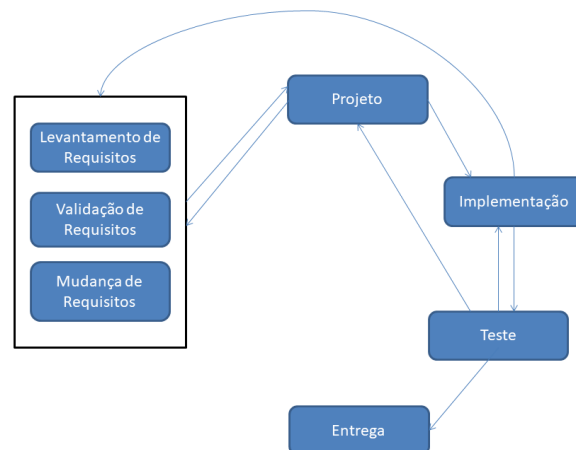 Projeto
Levantamento de
Requisitos
Validação de
Requisitos
Implementação
Mudança de
Requisitos
Teste
Entrega